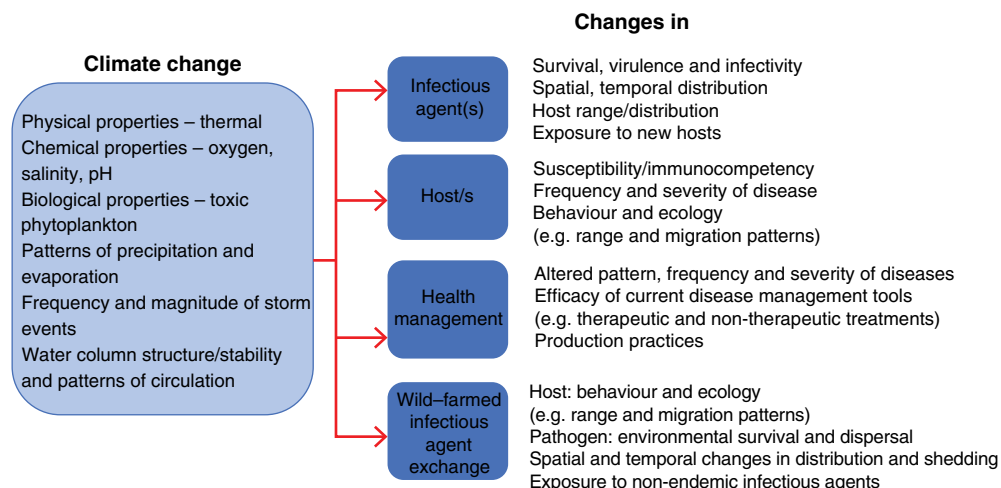 Changes in
Climate change
Physical properties – thermal
Chemical properties – oxygen,
salinity, pH
Biological properties – toxic
phytoplankton
Patterns of precipitation and
evaporation
Frequency and magnitude of storm
events
Water column structure/stability
and patterns of circulation
Infectious
agent(s)
Survival, virulence and infectivity
Spatial, temporal distribution
Host range/distribution
Exposure to new hosts
Host/s
Susceptibility/immunocompetency
Frequency and severity of disease
Behaviour and ecology
(e.g. range and migration patterns)
Health
management
Altered pattern, frequency and severity of diseases
Efficacy of current disease management tools
(e.g. therapeutic and non-therapeutic treatments)
Production practices
Wild–farmed
infectious
agent
exchange
Host: behaviour and ecology
(e.g. range and migration patterns)
Pathogen: environmental survival and dispersal
Spatial and temporal changes in distribution and shedding
Exposure to non-endemic infectious agents